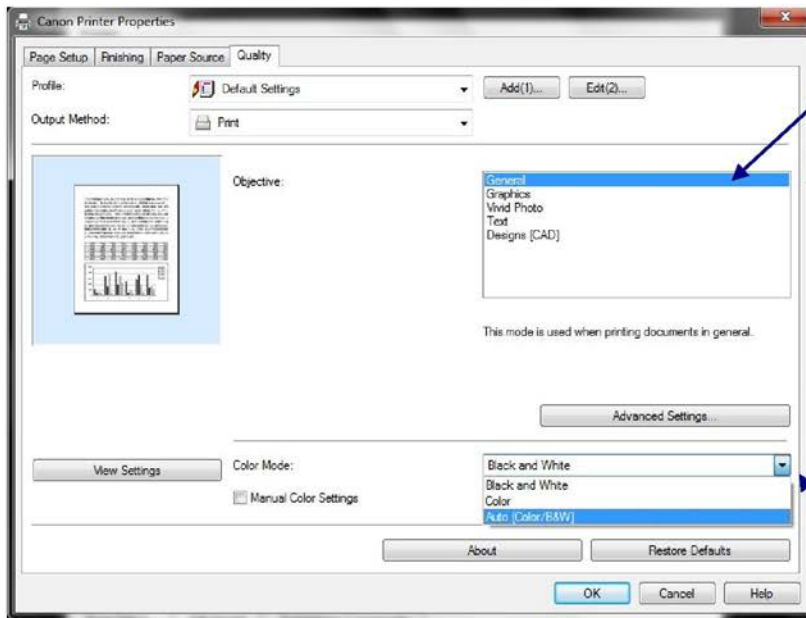 Canon Printer Properties
Page Setup Finishing Paper Source Quality
Profile: Default Settings Add(1)... Edit(2)...
Output Method: Print
Objective: General
Graphics
Vivid Photo
Text
Designs [CAD]
This mode is used when printing documents in general.
Advanced Settings...
View Settings Color Mode: Black and White
Black and White
Manual Color Settings Color
Auto [Color/B&W]
About Restore Defaults
OK Cancel Help